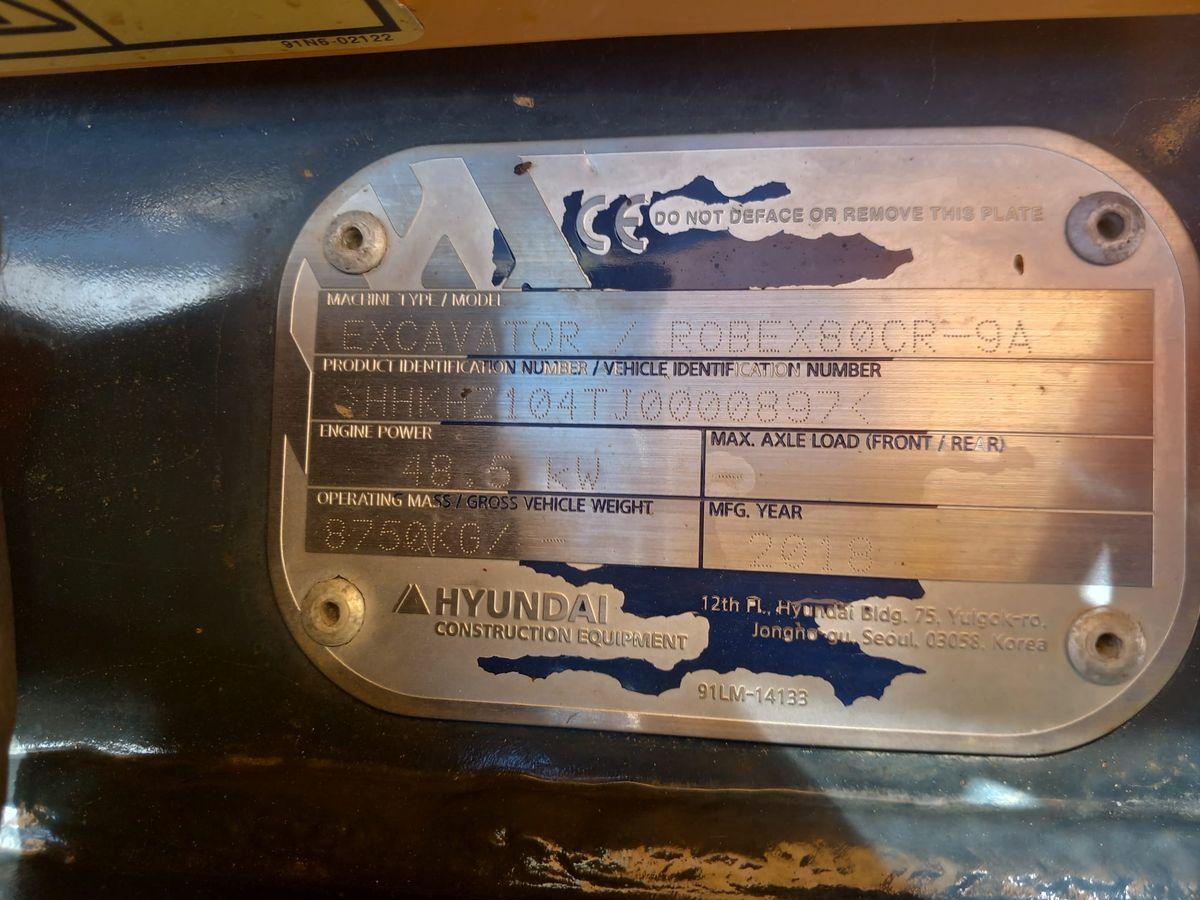 91N6-02122
CE DO NOT DEFACE OR REMOVE THIS PLATE
MACHINE TYPE / MODEL
EXCAVATOR / ROBEX80CR-9A
PRODUCT IDENTIFICATION NUMBER / VEHICLE IDENTIFICATION NUMBER
HHKHZ104TJ0000897<
ENGINE POWER
48.5 kW
MAX. AXLE LOAD (FRONT / REAR)
-
OPERATING MASS / GROSS VEHICLE WEIGHT
8750KG/ -
MFG. YEAR
2018
HYUNDAI
CONSTRUCTION EQUIPMENT
12th Fl., Hyundai Bldg. 75, Yulgok-ro,
Jongno-gu, Seoul, 03058, Korea
91LM-14133